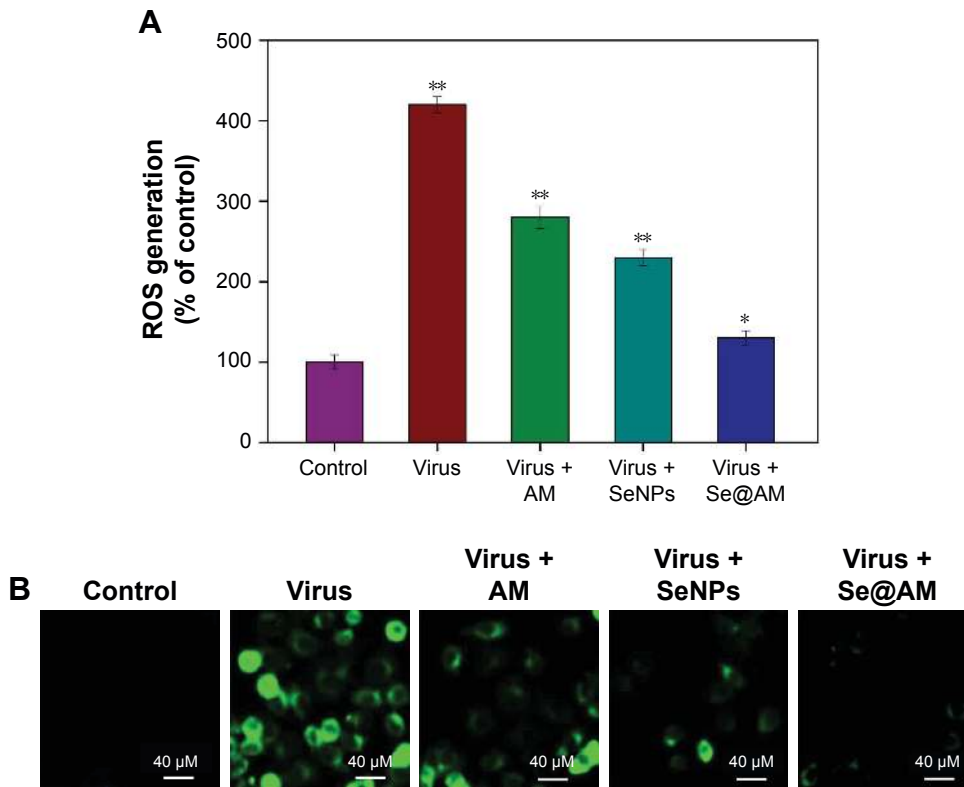 A
500
400
300
200
100
0
ROS generation
(% of control)
**
**
**
*
Control
Virus
Virus +
AM
Virus +
SeNPs
Virus +
Se@AM
B
Control
Virus
Virus +
AM
Virus +
SeNPs
Virus +
Se@AM
40 µM
40 µM
40 µM
40 µM
40 µM